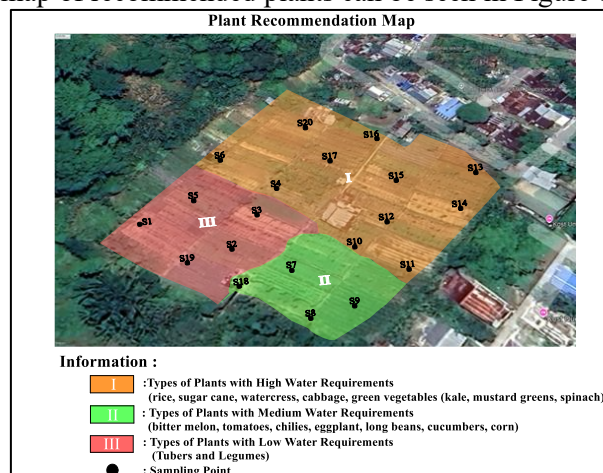 map of recommended plants can be seen in Figure
Plant Recommendation Map
S20
S16
S6
S17
S13
I
S15
S4
S5
S14
S3
S1
III
S12
S2
S10
S19
S7
S11
S18
II
S9
S8
Information :
I :Types of Plants with High Water Requirements
(rice, sugar cane, watercress, cabbage, green vegetables (kale, mustard greens, spinach)
II : Types of Plants with Medium Water Requirements
(bitter melon, tomatoes, chilies, eggplant, long beans, cucumbers, corn)
III : Types of Plants with Low Water Requirements
(Tubers and Legumes)
: Sampling Point